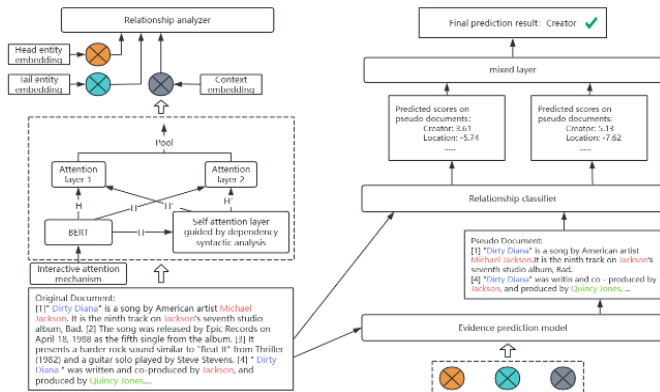 Relationship analyzer
Head entity
embedding
Tail entity
embedding
Context
embedding
Pool
Attention
layer 1
Attention
layer 2
H
H'
H
H'
BERT
H
Self attention layer
guided by dependency
syntactic analysis
Interactive attention
mechanism
Original Document:
[1]" Dirty Diana" is a song by American artist Michael
Jackson. It is the ninth track on Jackson's seventh studio
album, Bad. [2] The song was released by Epic Records on
April 18, 1988 as the fifth single from the album. [3] It
presents a harder rock sound similar to "Beat It" from Thriller
(1982) and a guitar solo played by Steve Stevens. [4] " Dirty
Diana " was written and co-produced by Jackson, and
produced by Quincy Jones....
Final prediction result: Creator
mixed layer
Predicted scores on
pseudo documents:
Creator: 3.61
Location: -5.74
.....
Predicted scores on
pseudo documents:
Creator: 5.13
Location: -7.62
.....
Relationship classifier
Pseudo Document:
[1] "Dirty Diana" is a song by American artist
Michael Jackson.It is the ninth track on Jackson's
seventh studio album, Bad.
[4] "Dirty Diana" was writin and co - produced by
Jackson, and produced by Quincy Jones. ...
Evidence prediction model